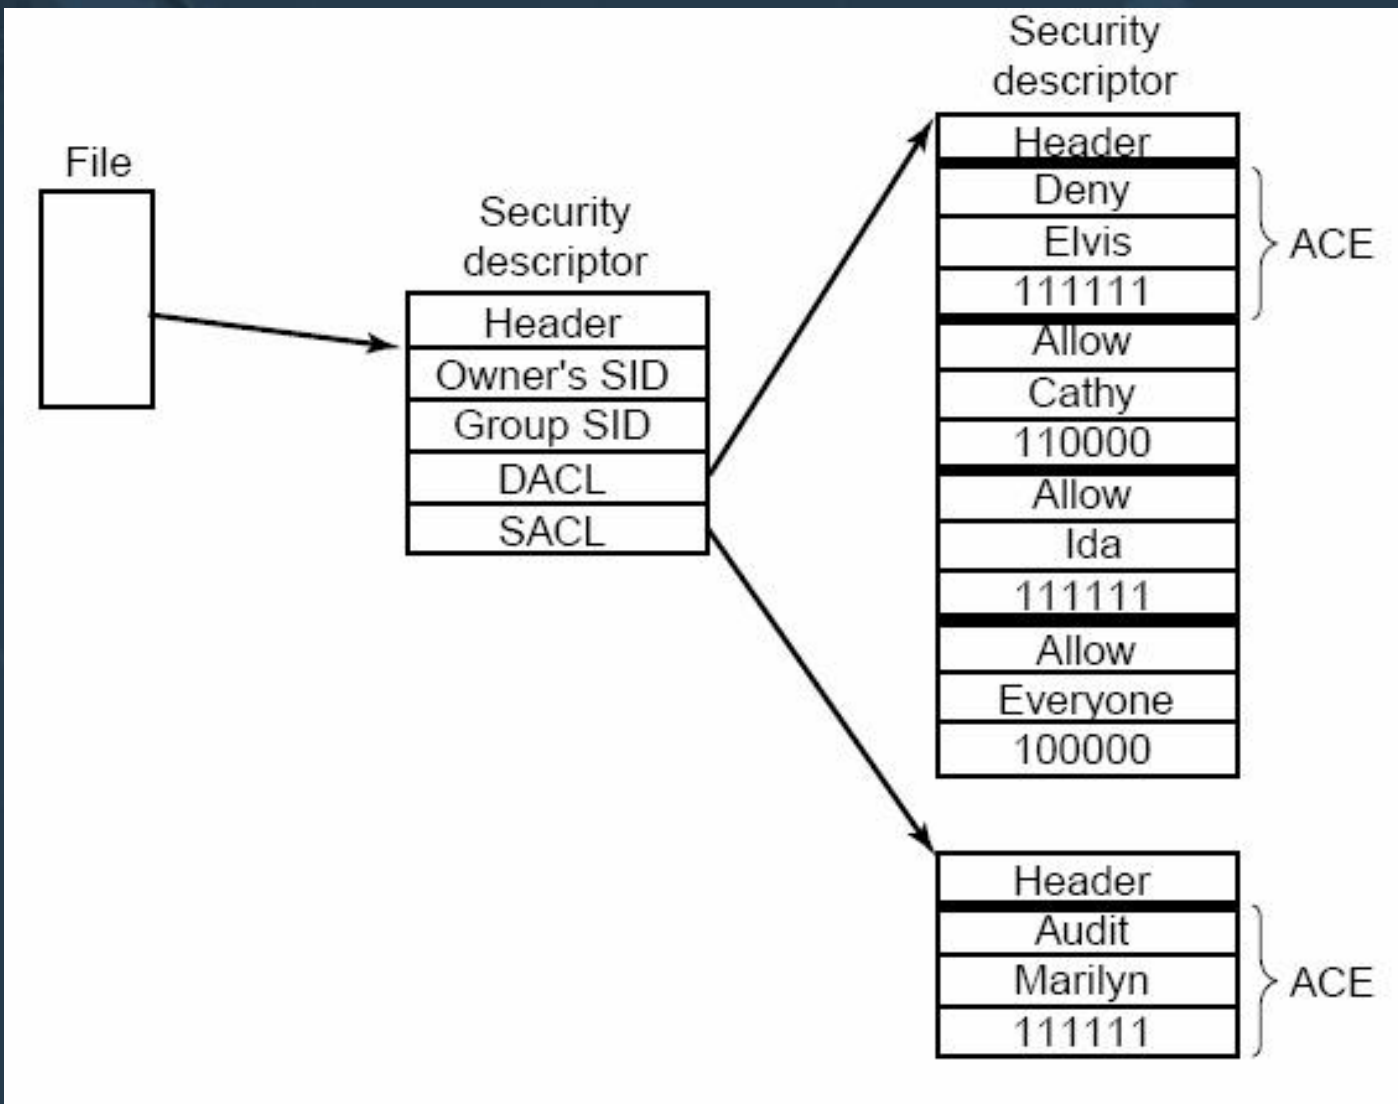 File
Security
descriptor
Header
Owner's SID
Group SID
DACL
SACL
Security
descriptor
Header
Deny
Elvis
111111
ACE
Allow
Cathy
110000
Allow
Ida
111111
Allow
Everyone
100000
Header
Audit
Marilyn
111111
ACE